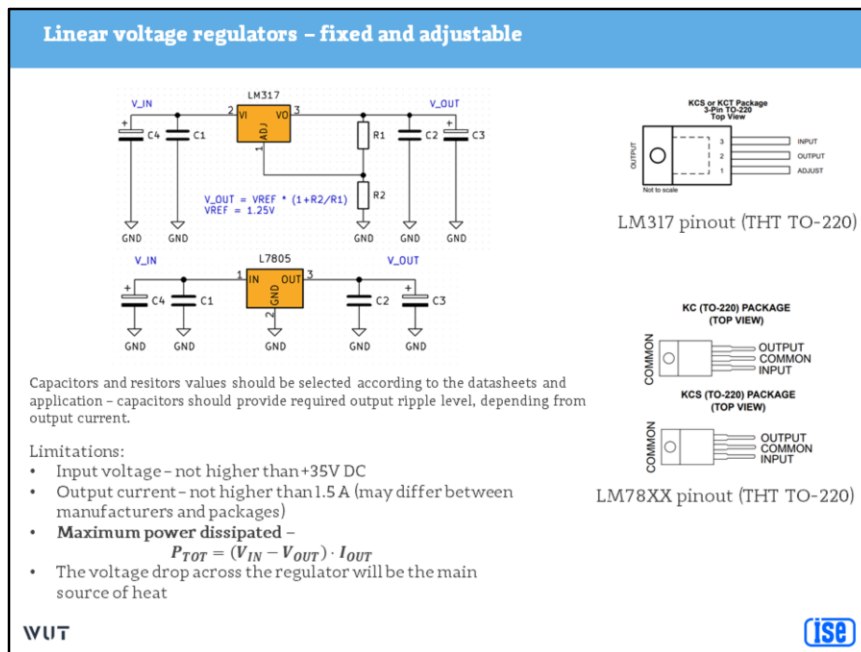 Linear voltage regulators – fixed and adjustable
LM317
V_IN
V_OUT
2
VI
VO
3
ADJ
1
+
C4
C1
R1
R2
C2
+
C3
V_OUT = VREF * (1+R2/R1)
VREF = 1.25V
GND
GND
GND
GND
GND
V_IN
L7805
V_OUT
1
IN
OUT
3
GND
2
+
C4
C1
C2
+
C3
GND
GND
GND
GND
GND
KCS or KCT Package
3-Pin TO-220
Top View
OUTPUT
3
INPUT
2
OUTPUT
1
ADJUST
Not to scale
LM317 pinout (THT TO-220)
KC (TO-220) PACKAGE
(TOP VIEW)
COMMON
OUTPUT
COMMON
INPUT
KCS (TO-220) PACKAGE
(TOP VIEW)
COMMON
OUTPUT
COMMON
INPUT
LM78XX pinout (THT TO-220)
Capacitors and resitors values should be selected according to the datasheets and
application – capacitors should provide required output ripple level, depending from
output current.
Limitations:
• Input voltage – not higher than +35V DC
• Output current – not higher than 1.5 A (may differ between
manufacturers and packages)
• Maximum power dissipated –
P_TOT = (V_IN − V_OUT) · I_OUT
• The voltage drop across the regulator will be the main
source of heat
WUT
ise